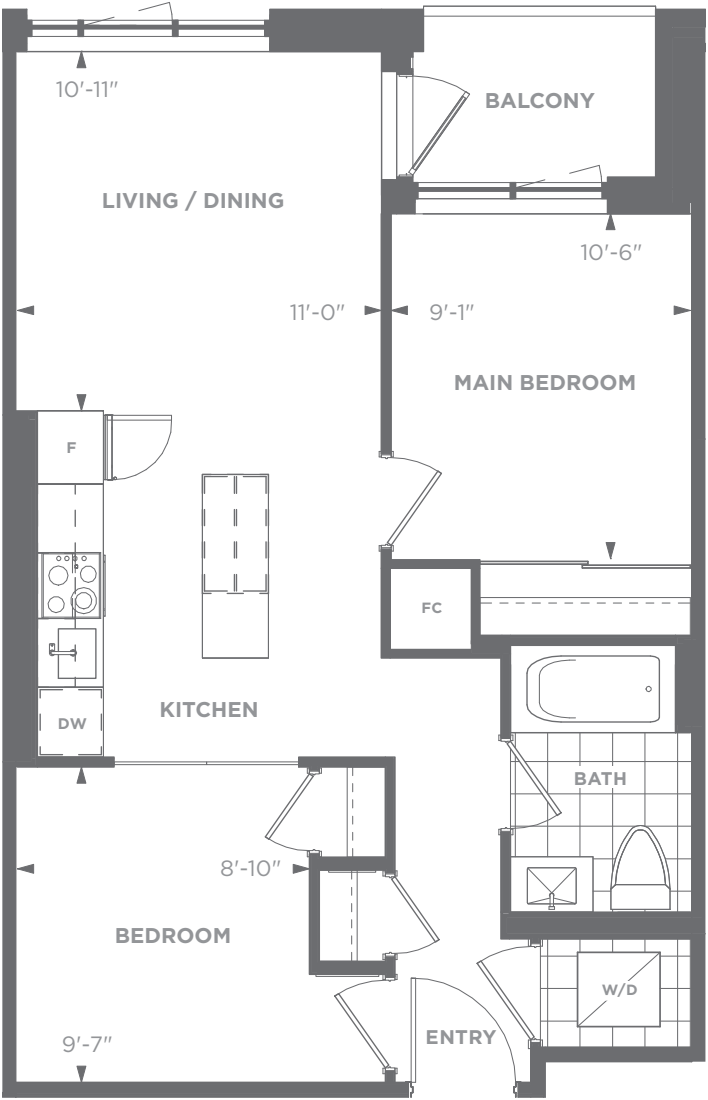 10'-11"
BALCONY
LIVING / DINING
10'-6"
11'-0"
9'-1"
MAIN BEDROOM
F
FC
KITCHEN
DW
BATH
8'-10"
BEDROOM
W/D
ENTRY
9'-7"